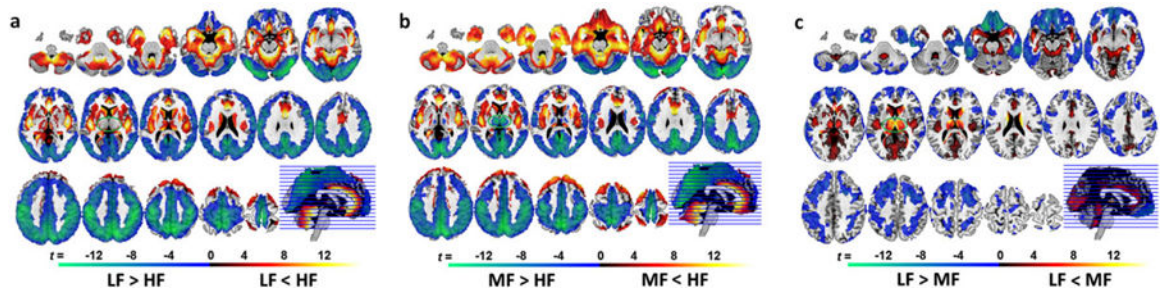 a
t = -12 -8 -4 0 4 8 12
LF > HF LF < HF
b
t = -12 -8 -4 0 4 8 12
MF > HF MF < HF
c
t = -12 -8 -4 0 4 8 12
LF > MF LF < MF